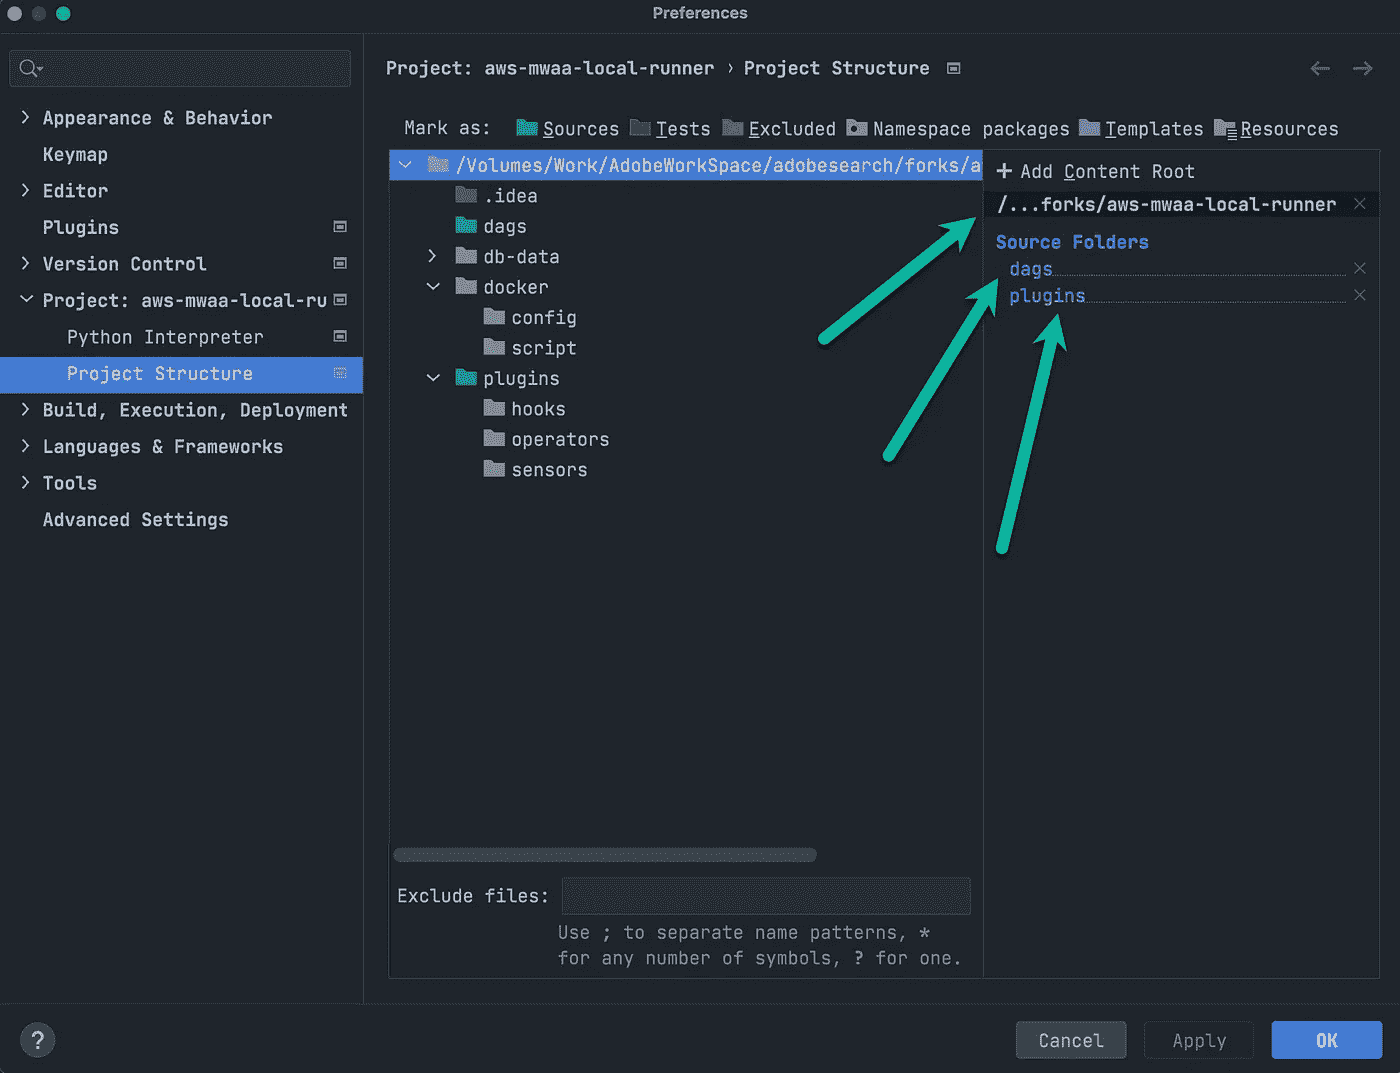 Preferences
Project: aws-mwaa-local-runner › Project Structure
Appearance & Behavior
Keymap
Editor
Plugins
Version Control
Project: aws-mwaa-local-ru
Python Interpreter
Project Structure
Build, Execution, Deployment
Languages & Frameworks
Tools
Advanced Settings
Mark as: Sources Tests Excluded Namespace packages Templates Resources
/Volumes/Work/AdobeWorkSpace/adobesearch/forks/a
.idea
dags
db-data
docker
config
script
plugins
hooks
operators
sensors
Exclude files:
Use ; to separate name patterns, *
for any number of symbols, ? for one.
+ Add Content Root
/...forks/aws-mwaa-local-runner
Source Folders
dags
plugins
?
Cancel Apply OK